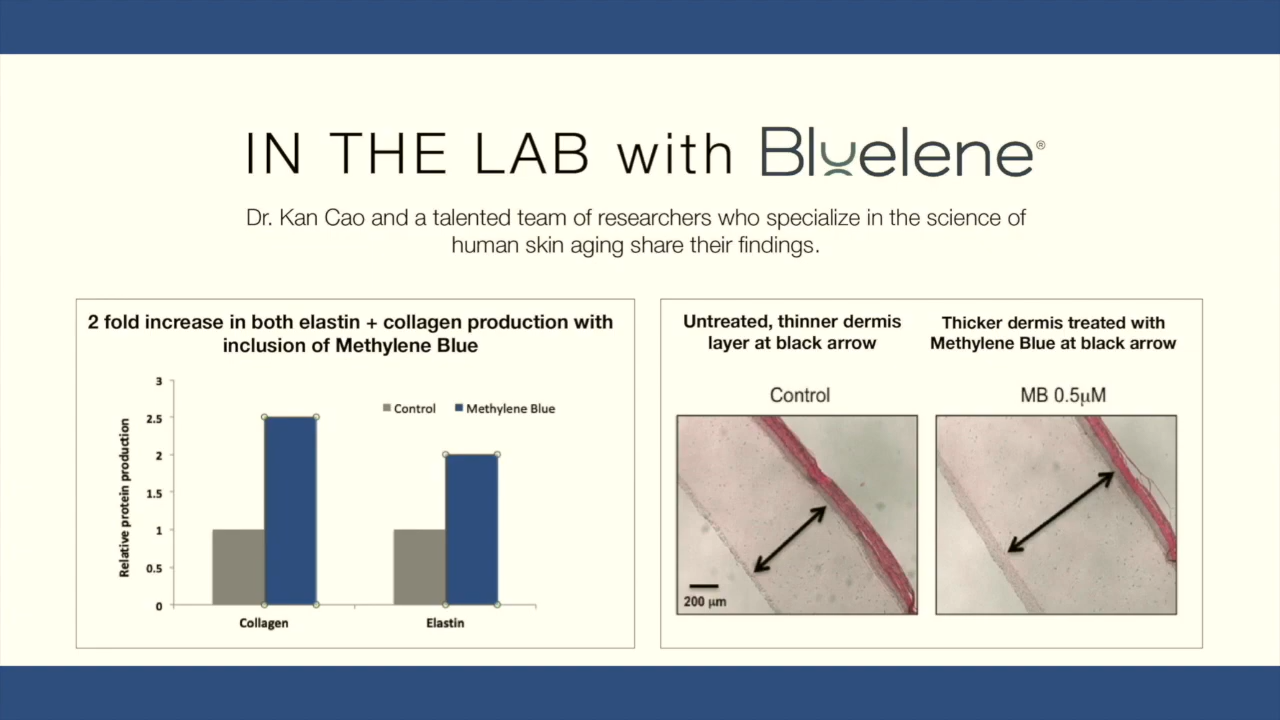 IN THE LAB with Bluelene®
Dr. Kan Cao and a talented team of researchers who specialize in the science of
human skin aging share their findings.
2 fold increase in both elastin + collagen production with
inclusion of Methylene Blue
Relative protein production
3
2.5
2
1.5
1
0.5
0
Control
Methylene Blue
Collagen
Elastin
Untreated, thinner dermis
layer at black arrow
Thicker dermis treated with
Methylene Blue at black arrow
Control
MB 0.5μM
200 μm